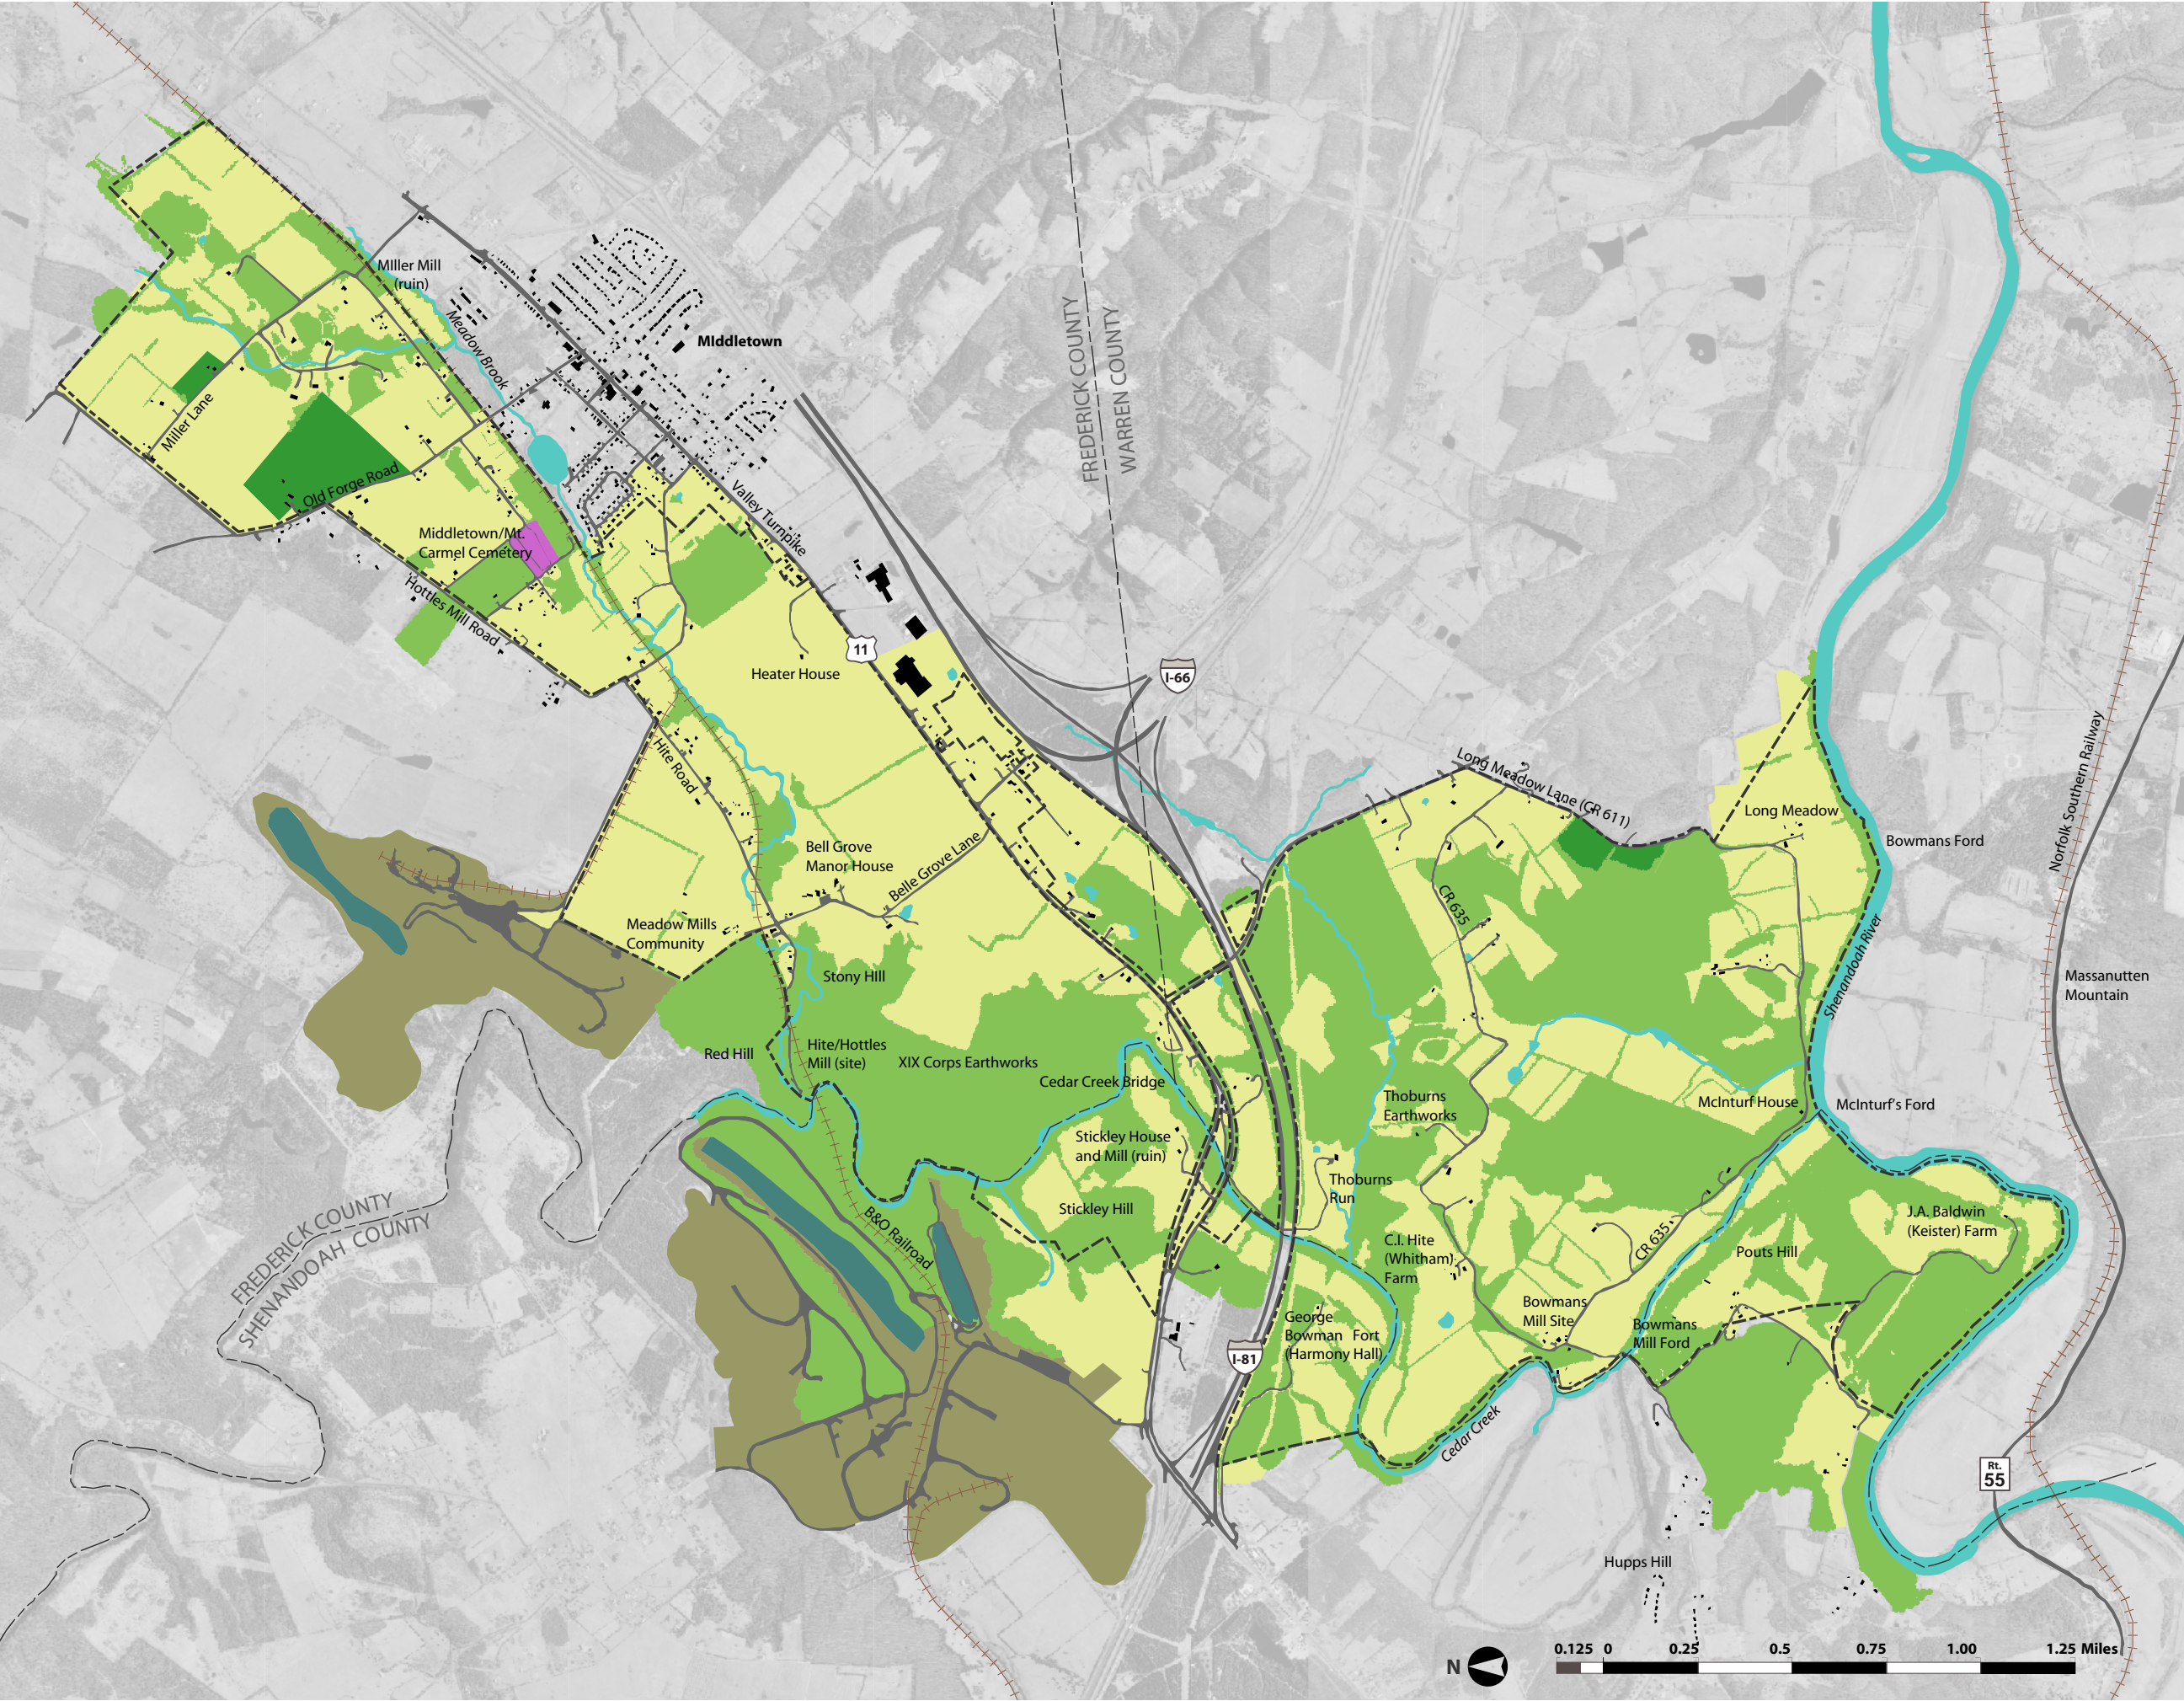 MIller Mill
(ruin)
Meadow Brook
MIddletown
FREDERICK COUNTY
WARREN COUNTY
Miller Lane
Old Forge Road
Valley Turnpike
Middletown/Mt.
Carmel Cemetery
Hottles Mill Road
11
Heater House
I-66
Hite Road
Long Meadow Lane (CR 611)
Long Meadow
Norfolk Southern Railway
Bowmans Ford
Bell Grove
Manor House
Belle Grove Lane
CR 635
Meadow Mills
Community
Stony HIll
Shenandoah River
Massanutten
Mountain
Red Hill
Hite/Hottles
Mill (site)
XIX Corps Earthworks
Cedar Creek Bridge
Thoburns
Earthworks
McInturf House
McInturf's Ford
Stickley House
and Mill (ruin)
Thoburns
Run
Stickley Hill
B&O Railroad
FREDERICK COUNTY
SHENANDOAH COUNTY
C.I. Hite
(Whitham)
Farm
CR 635
Pouts Hill
J.A. Baldwin
(Keister) Farm
George
Bowman Fort
(Harmony Hall)
Bowmans
Mill Site
Bowmans
Mill Ford
I-81
Cedar Creek
Rt.
55
Hupps Hill
N
0.125 0 0.25 0.5 0.75 1.00 1.25 Miles